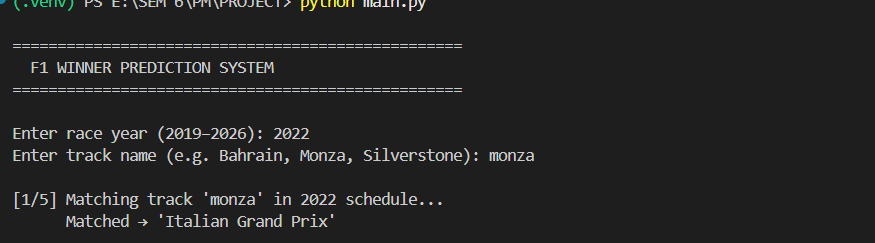 (.venv) PS E:\SEM 6\PM\PROJECT> python main.py
==================================================
F1 WINNER PREDICTION SYSTEM
==================================================
Enter race year (2019–2026): 2022
Enter track name (e.g. Bahrain, Monza, Silverstone): monza
[1/5] Matching track 'monza' in 2022 schedule...
Matched → 'Italian Grand Prix'